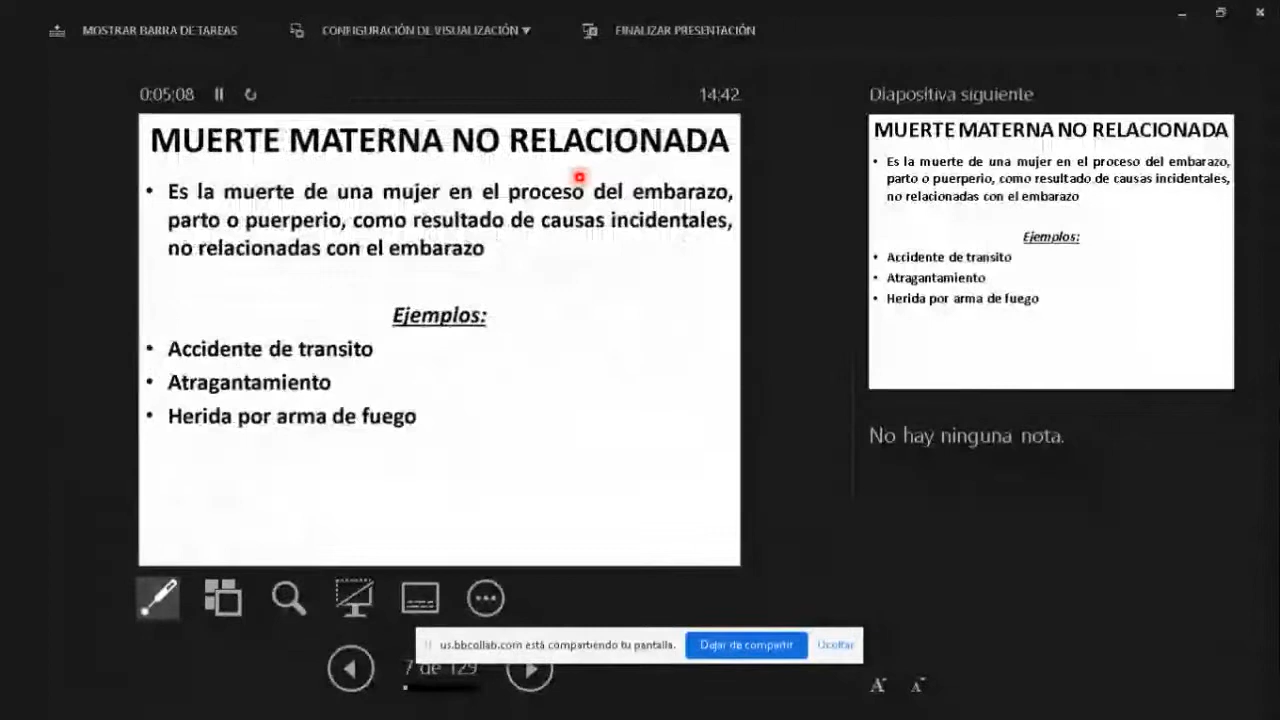 MOSTRAR BARRA DE TAREAS
CONFIGURACIÓN DE VISUALIZACIÓN ▼
FINALIZAR PRESENTACIÓN
0:05:08
14:42
MUERTE MATERNA NO RELACIONADA
• Es la muerte de una mujer en el proceso del embarazo,
parto o puerperio, como resultado de causas incidentales,
no relacionadas con el embarazo
Ejemplos:
• Accidente de transito
• Atragantamiento
• Herida por arma de fuego
Diapositiva siguiente
MUERTE MATERNA NO RELACIONADA
• Es la muerte de una mujer en el proceso del embarazo,
parto o puerperio, como resultado de causas incidentales,
no relacionadas con el embarazo
Ejemplos:
• Accidente de transito
• Atragantamiento
• Herida por arma de fuego
No hay ninguna nota.
us.bbcollab.com está compartiendo tu pantalla.
Dejar de compartir
Ocultar
7 de 129
A A